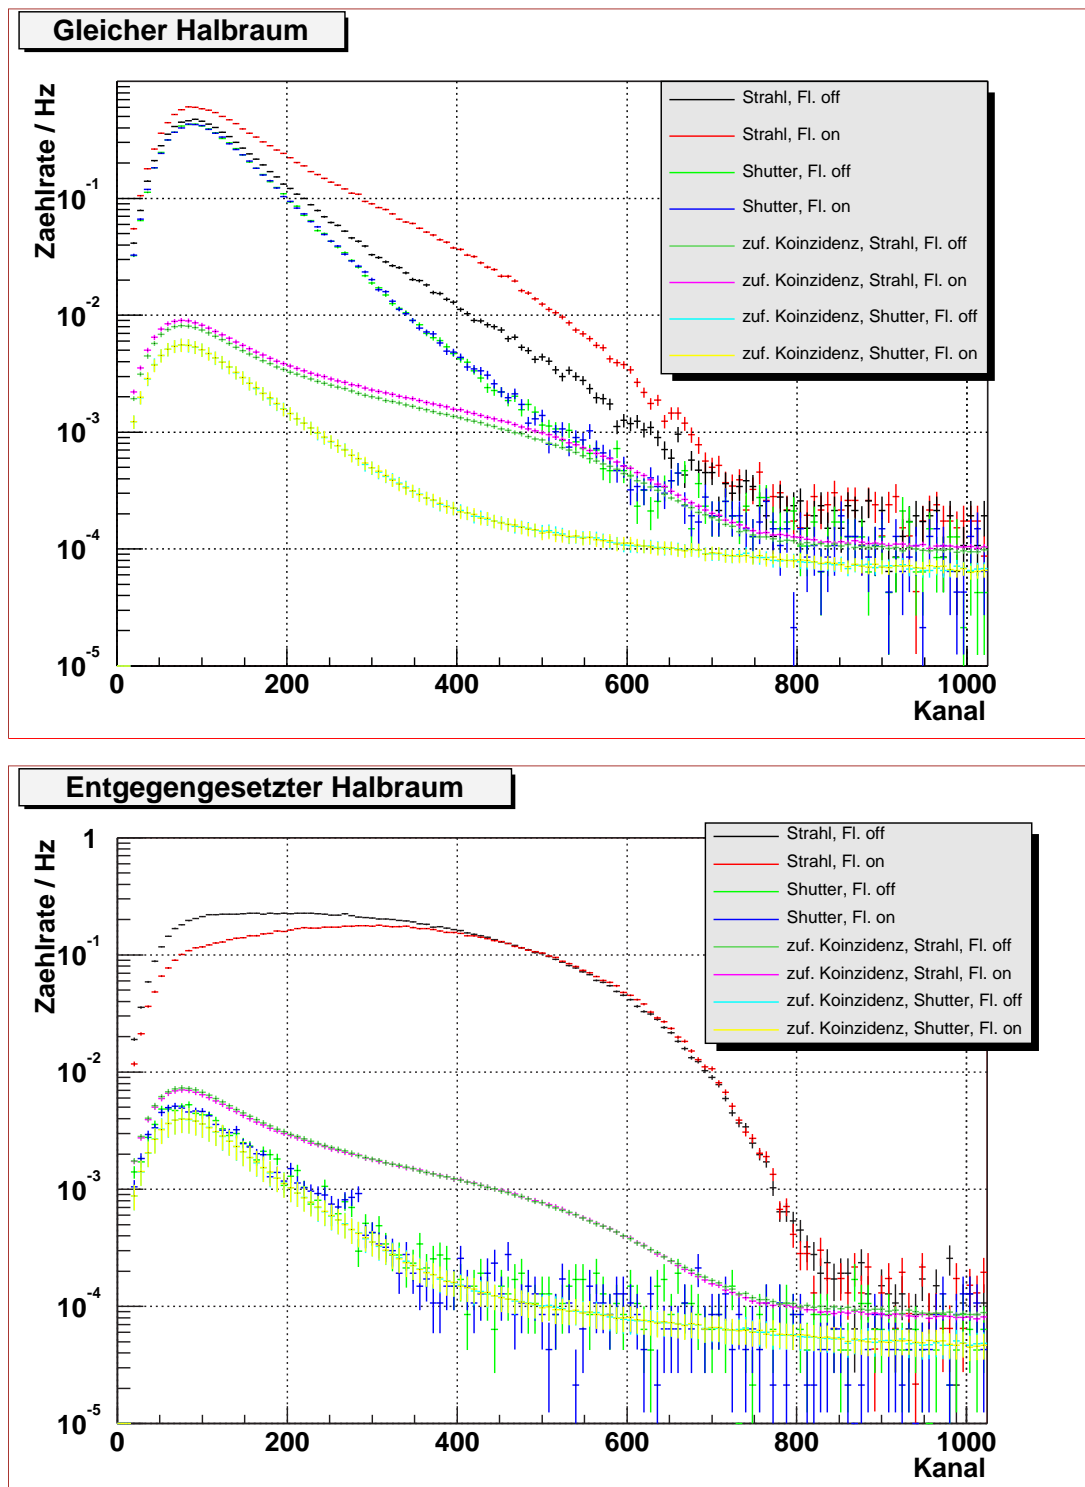 Gleicher Halbraum
Zaehlrate / Hz
10-1
10-2
10-3
10-4
10-5
0 200 400 600 800 1000
Kanal
Strahl, Fl. off
Strahl, Fl. on
Shutter, Fl. off
Shutter, Fl. on
zuf. Koinzidenz, Strahl, Fl. off
zuf. Koinzidenz, Strahl, Fl. on
zuf. Koinzidenz, Shutter, Fl. off
zuf. Koinzidenz, Shutter, Fl. on
Entgegengesetzter Halbraum
Zaehlrate / Hz
1
10-1
10-2
10-3
10-4
10-5
0 200 400 600 800 1000
Kanal
Strahl, Fl. off
Strahl, Fl. on
Shutter, Fl. off
Shutter, Fl. on
zuf. Koinzidenz, Strahl, Fl. off
zuf. Koinzidenz, Strahl, Fl. on
zuf. Koinzidenz, Shutter, Fl. off
zuf. Koinzidenz, Shutter, Fl. on